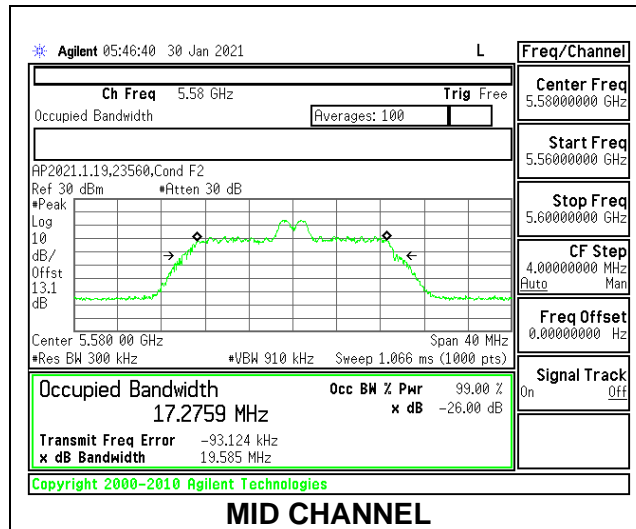 Agilent 05:46:40 30 Jan 2021 L
Freq/Channel
Ch Freq 5.58 GHz Trig Free
Occupied Bandwidth Averages: 100
AP2021.1.19,23560,Cond F2
Ref 30 dBm #Atten 30 dB
#Peak
Log
10
dB/
Offst
13.1
dB
Center 5.580 00 GHz Span 40 MHz
#Res BW 300 kHz #VBW 910 kHz Sweep 1.066 ms (1000 pts)
Occupied Bandwidth Occ BW % Pwr 99.00 %
17.2759 MHz x dB -26.00 dB
Transmit Freq Error -93.124 kHz
x dB Bandwidth 19.585 MHz
Center Freq
5.58000000 GHz
Start Freq
5.56000000 GHz
Stop Freq
5.60000000 GHz
CF Step
4.00000000 MHz
Auto Man
Freq Offset
0.00000000 Hz
Signal Track
On Off
Copyright 2000-2010 Agilent Technologies
MID CHANNEL